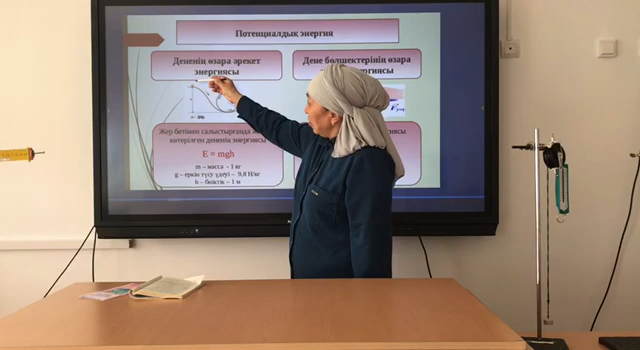 Потенциалдық энергия
Дененің өзара әрекет
энергиясы
Дене бөлшектерінің өзара
Жер бетімен салыстырғанда
көтерілген дененің энергиясы
E = mgh
m – масса - 1 кг
g – еркін түсу үдеуі – 9,8 Н/кг
h – биіктік – 1 м